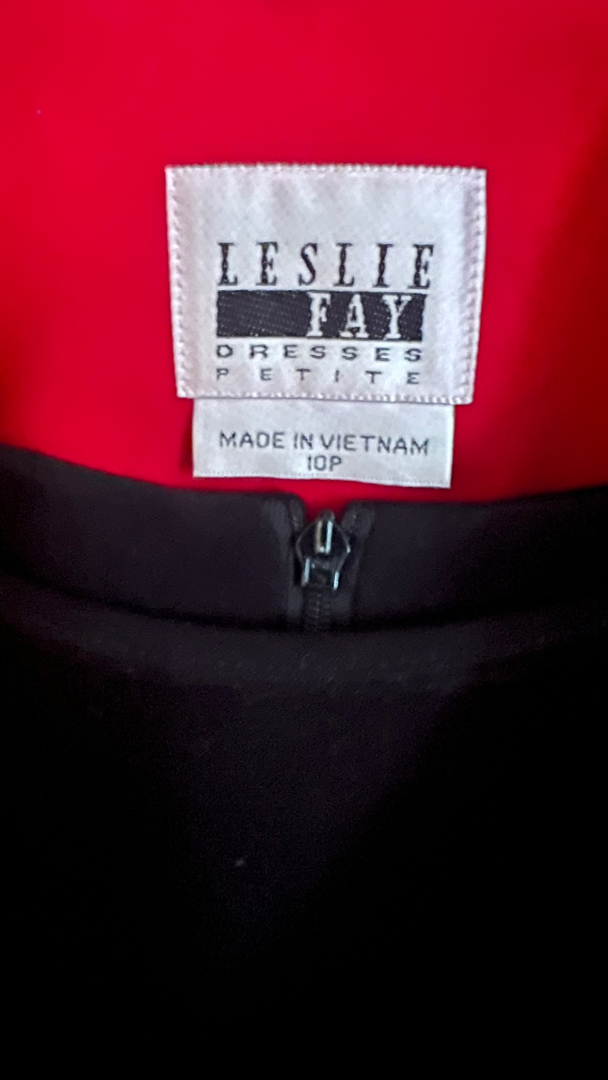 LESLIE
FAY
DRESSES
PETITE
MADE IN VIETNAM
10P